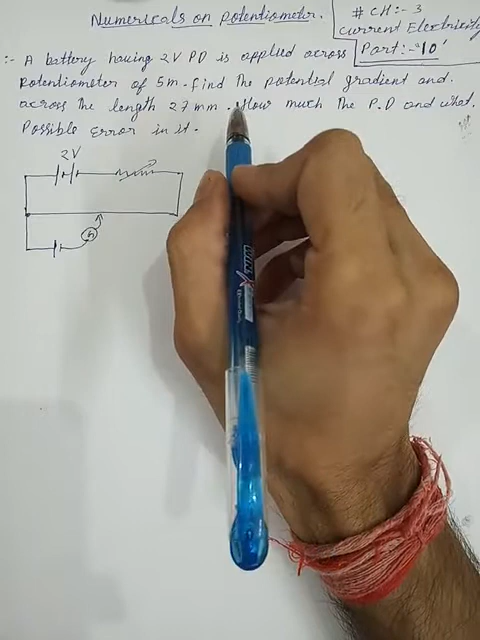 Numericals on potentiometer.
# CH:- 3
Current Electricity
Part:- "10"
:- A battery having 2V PD is applied across
Potentiometer of 5m. find the potential gradient and.
across the length 27mm. How much the P.D and what.
Possible Error in it.
2V
G